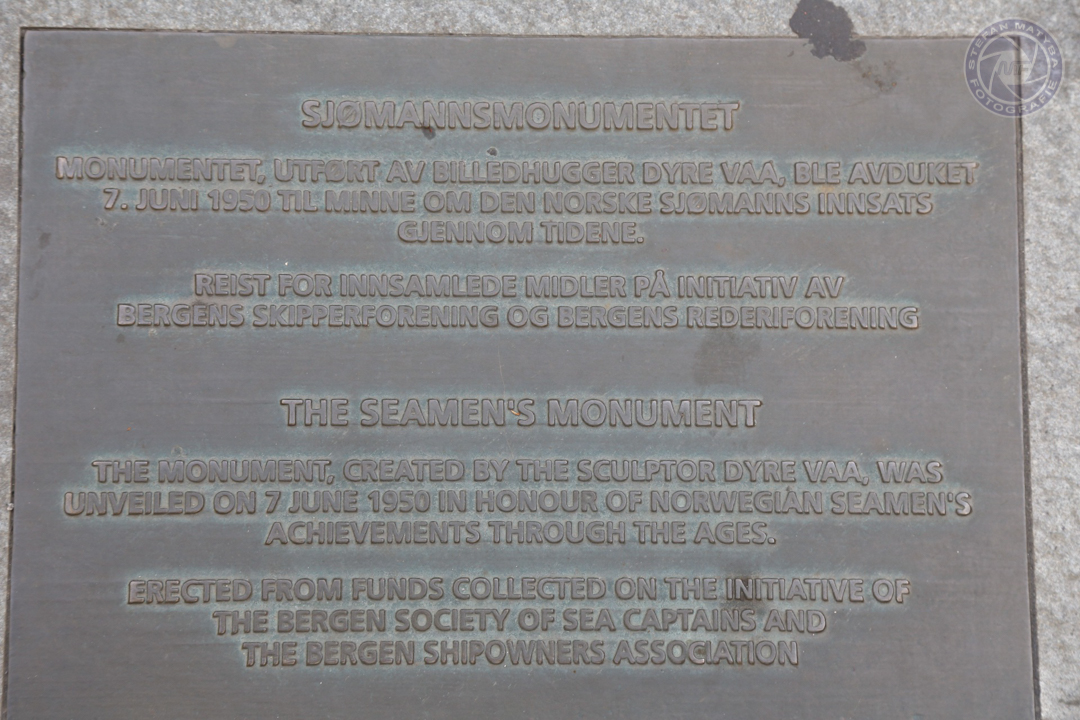 SJØMANNSMONUMENTET
MONUMENTET, UTFØRT AV BILLEDHUGGER DYRE VAA, BLE AVDUKET
7. JUNI 1950 TIL MINNE OM DEN NORSKE SJØMANNS INNSATS
GJENNOM TIDENE.
REIST FOR INNSAMLEDE MIDLER PÅ INITIATIV AV
BERGENS SKIPPERFORENING OG BERGENS REDERIFORENING
THE SEAMEN'S MONUMENT
THE MONUMENT, CREATED BY THE SCULPTOR DYRE VAA, WAS
UNVEILED ON 7 JUNE 1950 IN HONOUR OF NORWEGIAN SEAMEN'S
ACHIEVEMENTS THROUGH THE AGES.
ERECTED FROM FUNDS COLLECTED ON THE INITIATIVE OF
THE BERGEN SOCIETY OF SEA CAPTAINS AND
THE BERGEN SHIPOWNERS ASSOCIATION
STEFAN MATYBA
FOTOGRAFIE